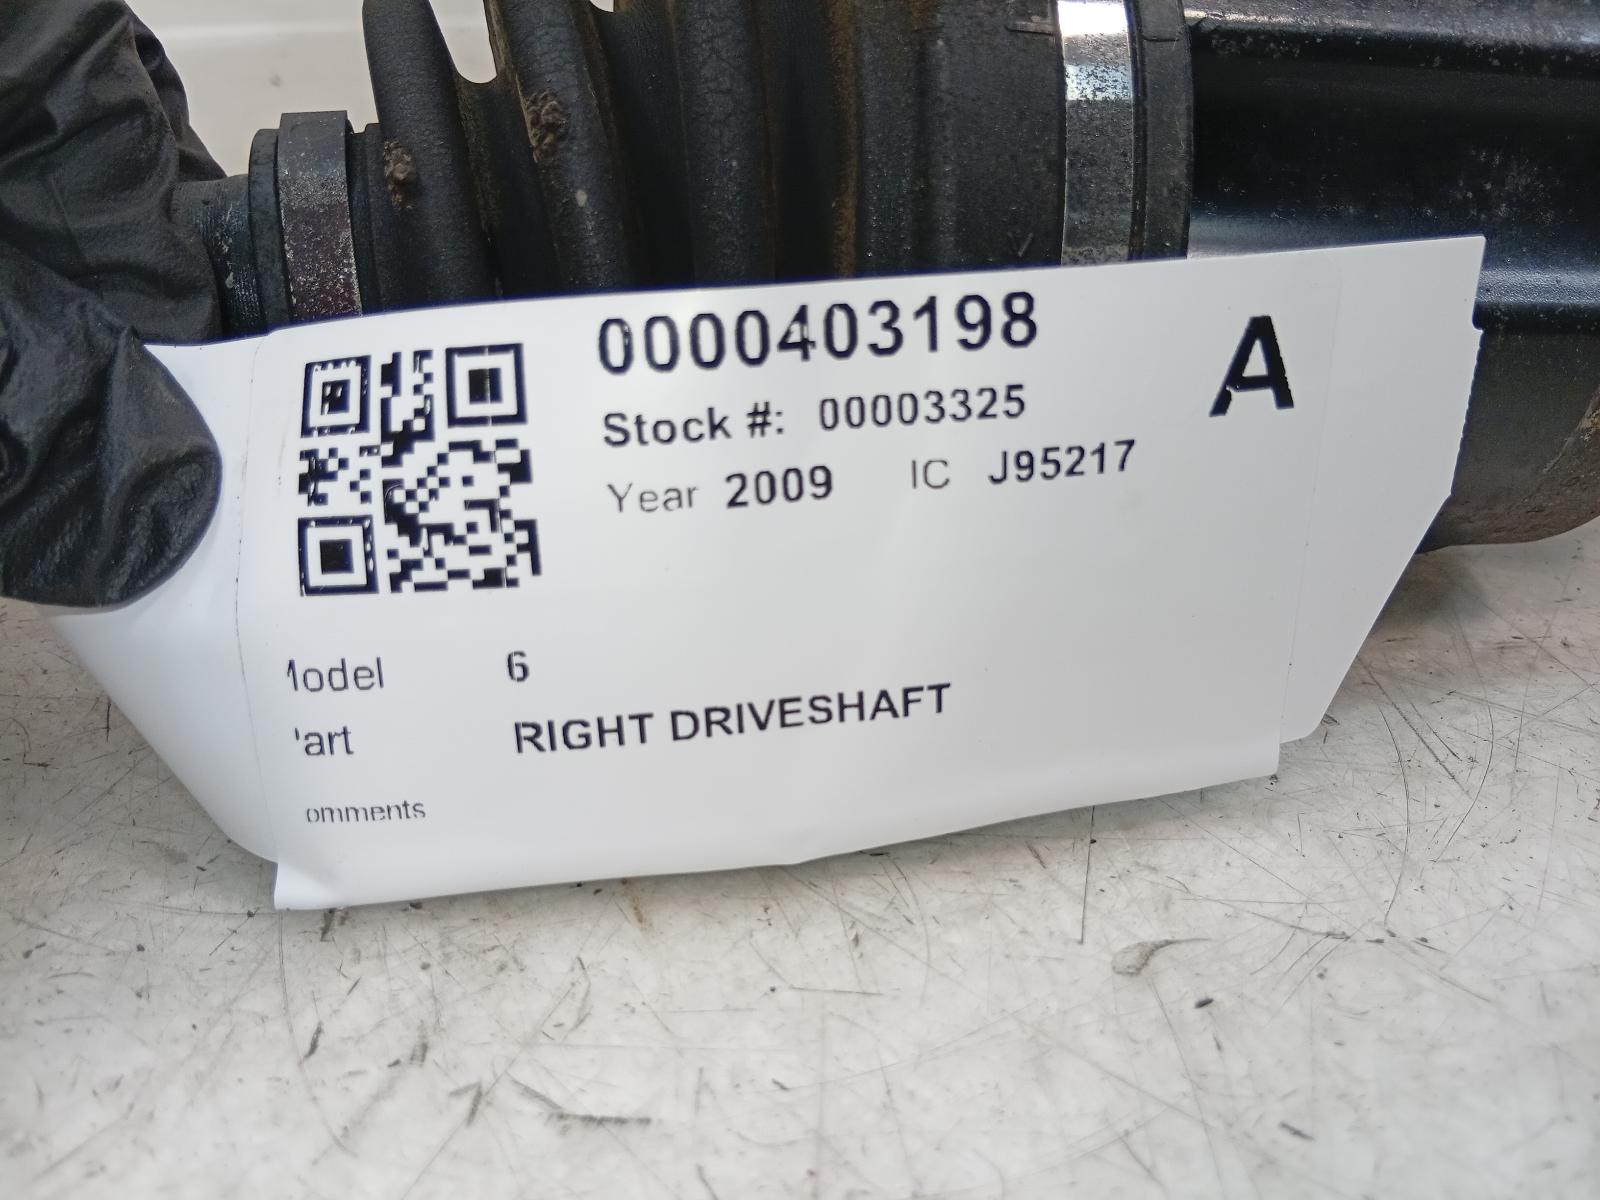 0000403198
A
Stock #: 00003325
Year 2009 IC J95217
Model 6
Part RIGHT DRIVESHAFT
omments